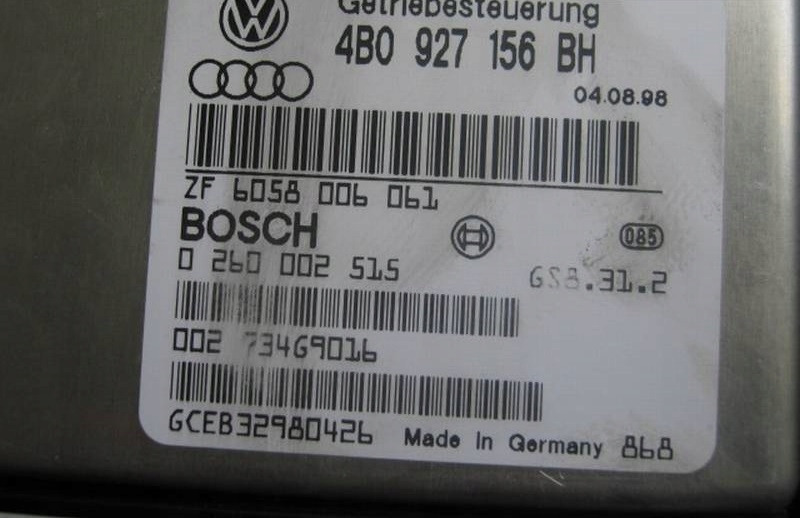 Getriebesteuerung
4B0 927 156 BH
04.08.98
ZF 6058 006 061
BOSCH
085
0 260 002 515
GS8.31.2
002 734G9016
GCEB32980426
Made In Germany 868